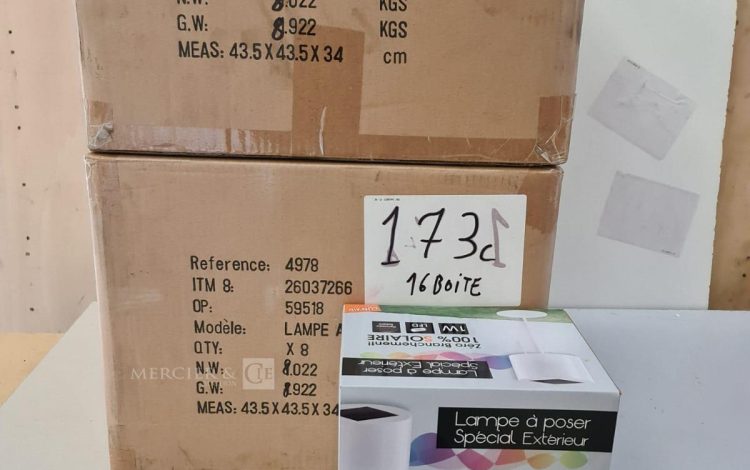 N.W: 8.022 KGS
G.W: 8.922 KGS
MEAS: 43.5 X 43.5 X 34 cm
173c
16 BOITE
Reference: 4978
ITM 8: 26037266
OP: 59518
Modèle: LAMPE A
QTY: X 8
N.W: 8.022
G.W: 8.922
MEAS: 43.5 X 43.5 X 34
MERCIER & CIE
1W
100% SOLAIRE
Zéro Branchement
Lampe à poser
Spécial Extérieur
Lampe à poser
Spécial Extérieur